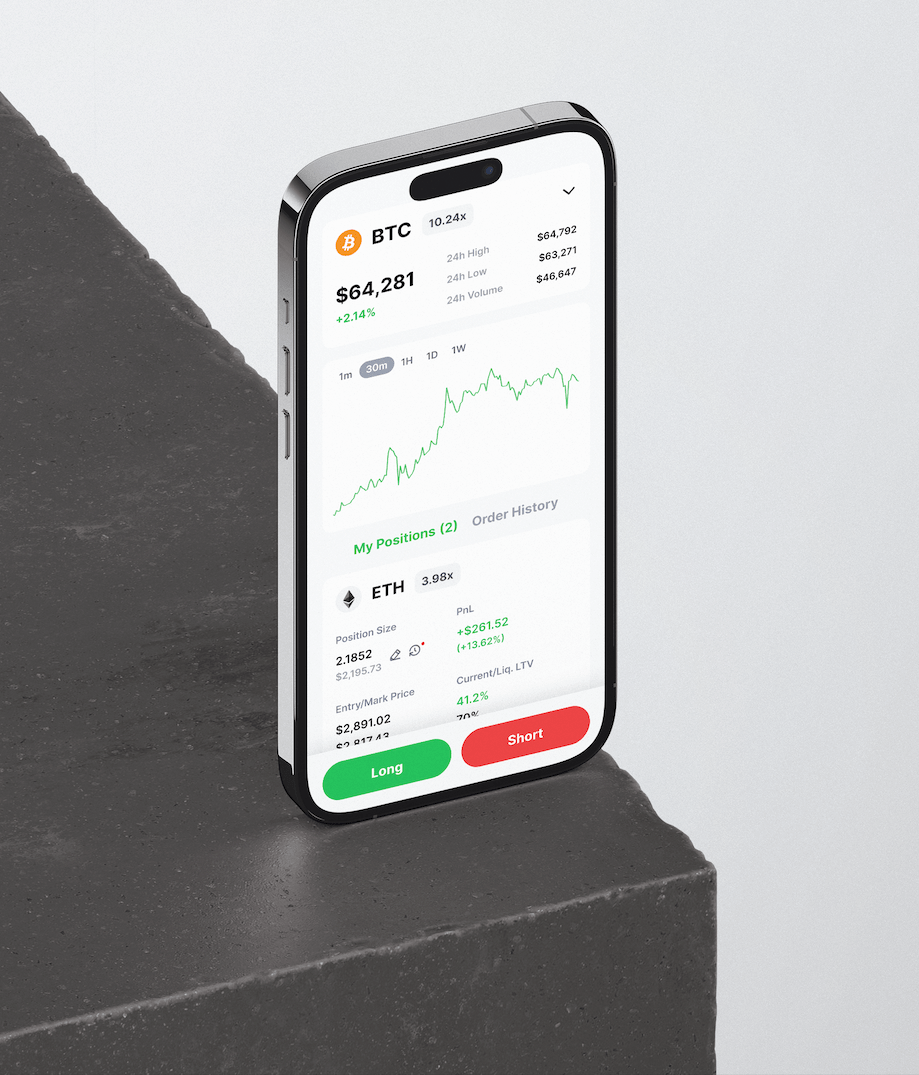 BTC 10.24x
$64,281
+2.14%
24h High $64,792
24h Low $63,271
24h Volume $46,647
1m 30m 1H 1D 1W
My Positions (2) Order History
ETH 3.98x
Position Size
2.1852
$2,195.73
PnL
+$261.52
(+13.62%)
Entry/Mark Price
$2,891.02
$2,817.43
Current/Liq. LTV
41.2%
70%
Long Short